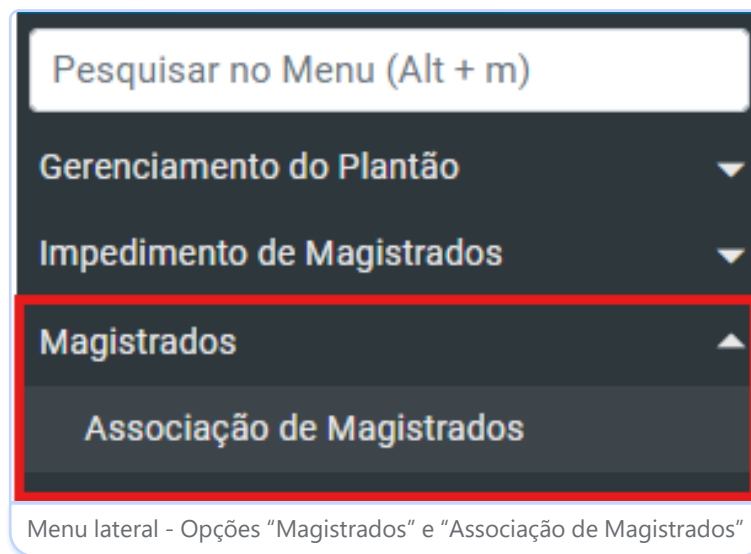 Pesquisar no Menu (Alt + m)
Gerenciamento do Plantão
Impedimento de Magistrados
Magistrados
Associação de Magistrados
Menu lateral - Opções “Magistrados” e “Associação de Magistrados”